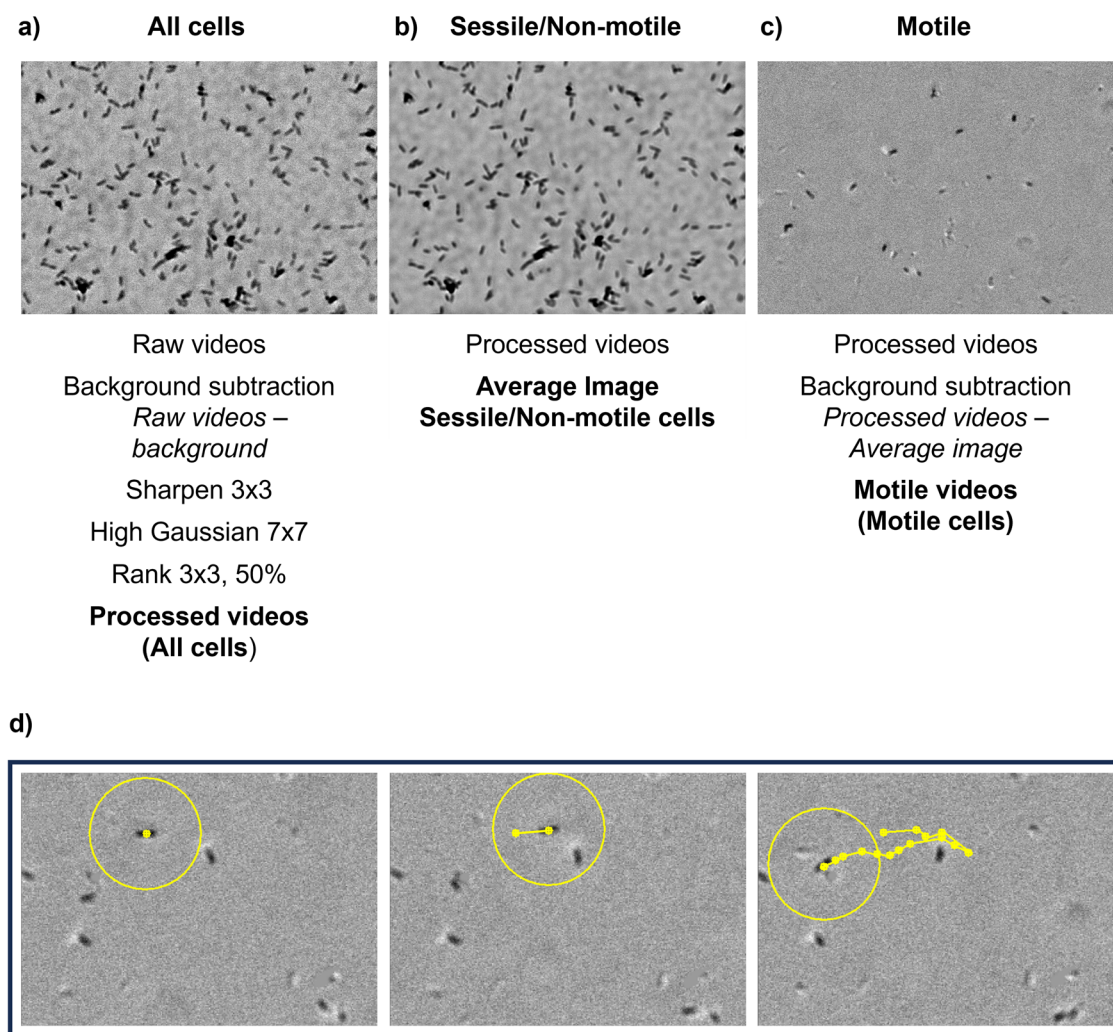 a) All cells
b) Sessile/Non-motile
c) Motile
Raw videos
Background subtraction
Raw videos –
background
Sharpen 3x3
High Gaussian 7x7
Rank 3x3, 50%
Processed videos
(All cells)
Processed videos
Average Image
Sessile/Non-motile cells
Processed videos
Background subtraction
Processed videos –
Average image
Motile videos
(Motile cells)
d)